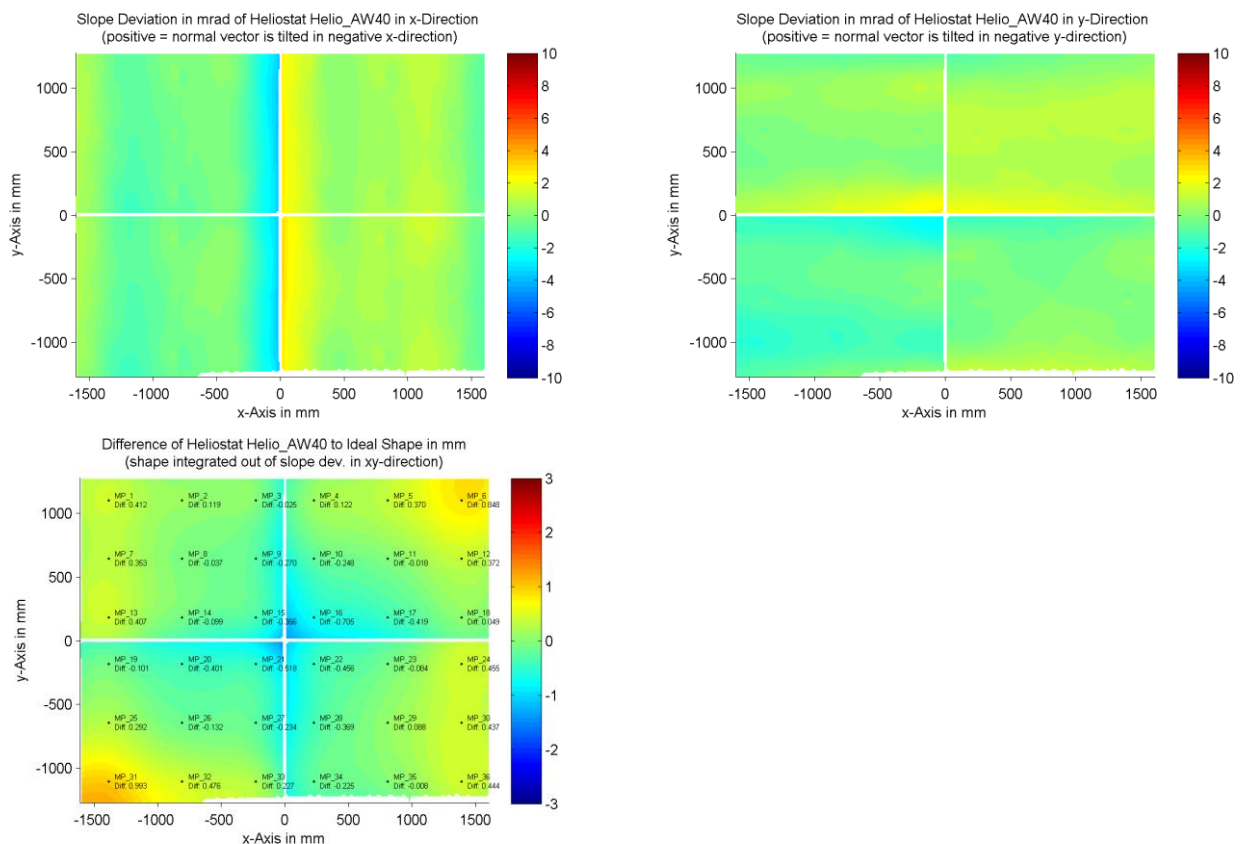 Slope Deviation in mrad of Heliostat Helio_AW40 in x-Direction
(positive = normal vector is tilted in negative x-direction)
1000
500
0
-500
-1000
y-Axis in mm
-1500 -1000 -500 0 500 1000 1500
x-Axis in mm
10
8
6
4
2
0
-2
-4
-6
-8
-10
Slope Deviation in mrad of Heliostat Helio_AW40 in y-Direction
(positive = normal vector is tilted in negative y-direction)
1000
500
0
-500
-1000
y-Axis in mm
-1500 -1000 -500 0 500 1000 1500
x-Axis in mm
10
8
6
4
2
0
-2
-4
-6
-8
-10
Difference of Heliostat Helio_AW40 to Ideal Shape in mm
(shape integrated out of slope dev. in xy-direction)
1000
500
0
-500
-1000
y-Axis in mm
MP_1 MP_2 MP_3 MP_4 MP_5 MP_6
Diff: 0.412 Diff: 0.119 Diff: -0.025 Diff: 0.122 Diff: 0.370 Diff: 0.848
MP_7 MP_8 MP_9 MP_10 MP_11 MP_12
Diff: 0.353 Diff: -0.037 Diff: -0.270 Diff: -0.248 Diff: -0.018 Diff: 0.372
MP_13 MP_14 MP_15 MP_16 MP_17 MP_18
Diff: 0.407 Diff: -0.099 Diff: Diff: -0.705 Diff: -0.419 Diff: 0.049
MP_19 MP_20 MP_21 MP_22 MP_23 MP_24
Diff: -0.101 Diff: -0.401 Diff: Diff: -0.456 Diff: -0.084 Diff: 0.455
MP_25 MP_26 MP_27 MP_28 MP_29 MP_30
Diff: 0.292 Diff: -0.132 Diff: -0.234 Diff: -0.369 Diff: 0.088 Diff: 0.437
MP_31 MP_32 MP_33 MP_34 MP_35 MP_36
Diff: 0.993 Diff: 0.476 Diff: 0.227 Diff: -0.225 Diff: -0.008 Diff: 0.444
-1500 -1000 -500 0 500 1000 1500
x-Axis in mm
3
2
1
0
-1
-2
-3